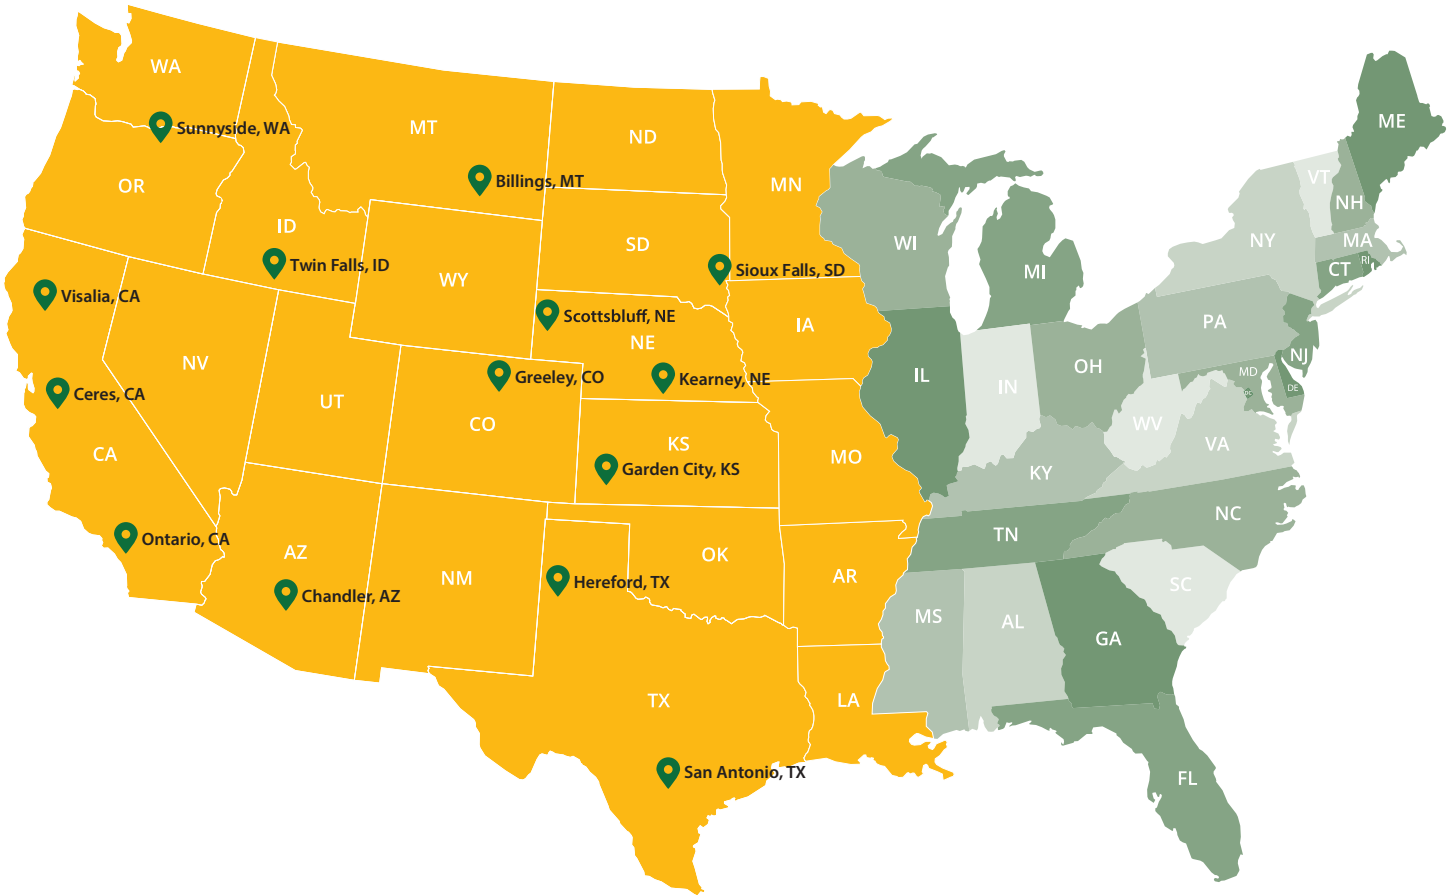 WA
Sunnyside, WA
OR
MT
Billings, MT
ID
Twin Falls, ID
ND
MN
SD
Sioux Falls, SD
WY
Visalia, CA
Scottsbluff, NE
NE
Kearney, NE
IA
NV
UT
Greeley, CO
CO
Ceres, CA
CA
KS
Garden City, KS
MO
Ontario, CA
AZ
Chandler, AZ
NM
Hereford, TX
OK
AR
TX
San Antonio, TX
LA
WI
MI
IL
IN
OH
KY
TN
MS
AL
GA
FL
SC
NC
VA
WV
PA
NY
VT
NH
ME
MA
RI
CT
NJ
MD
DE
DC